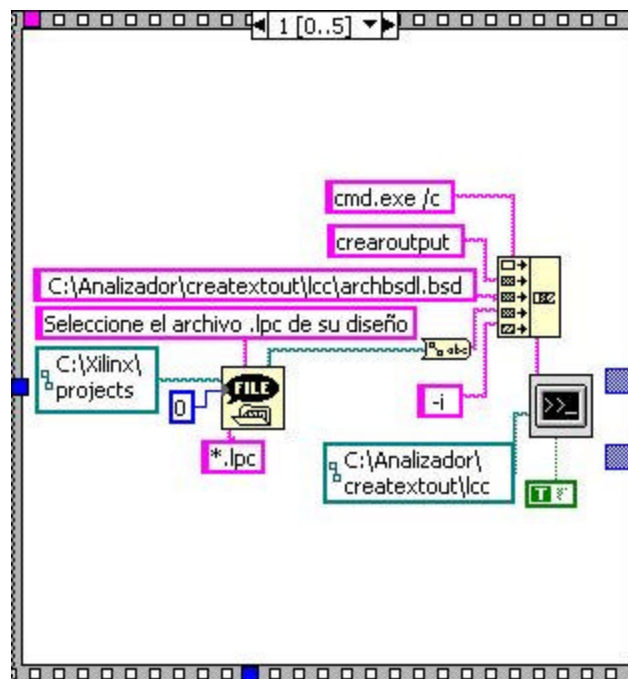 1 [0..5]
cmd.exe /c
crearoutput
C:\Analizador\creatextout\lcc\archbsdl.bsd
Seleccione el archivo .lpc de su diseño
C:\Xilinx\
projects
abc
FILE
0
-i
*.lpc
C:\Analizador\
creatextout\lcc
>>_
T